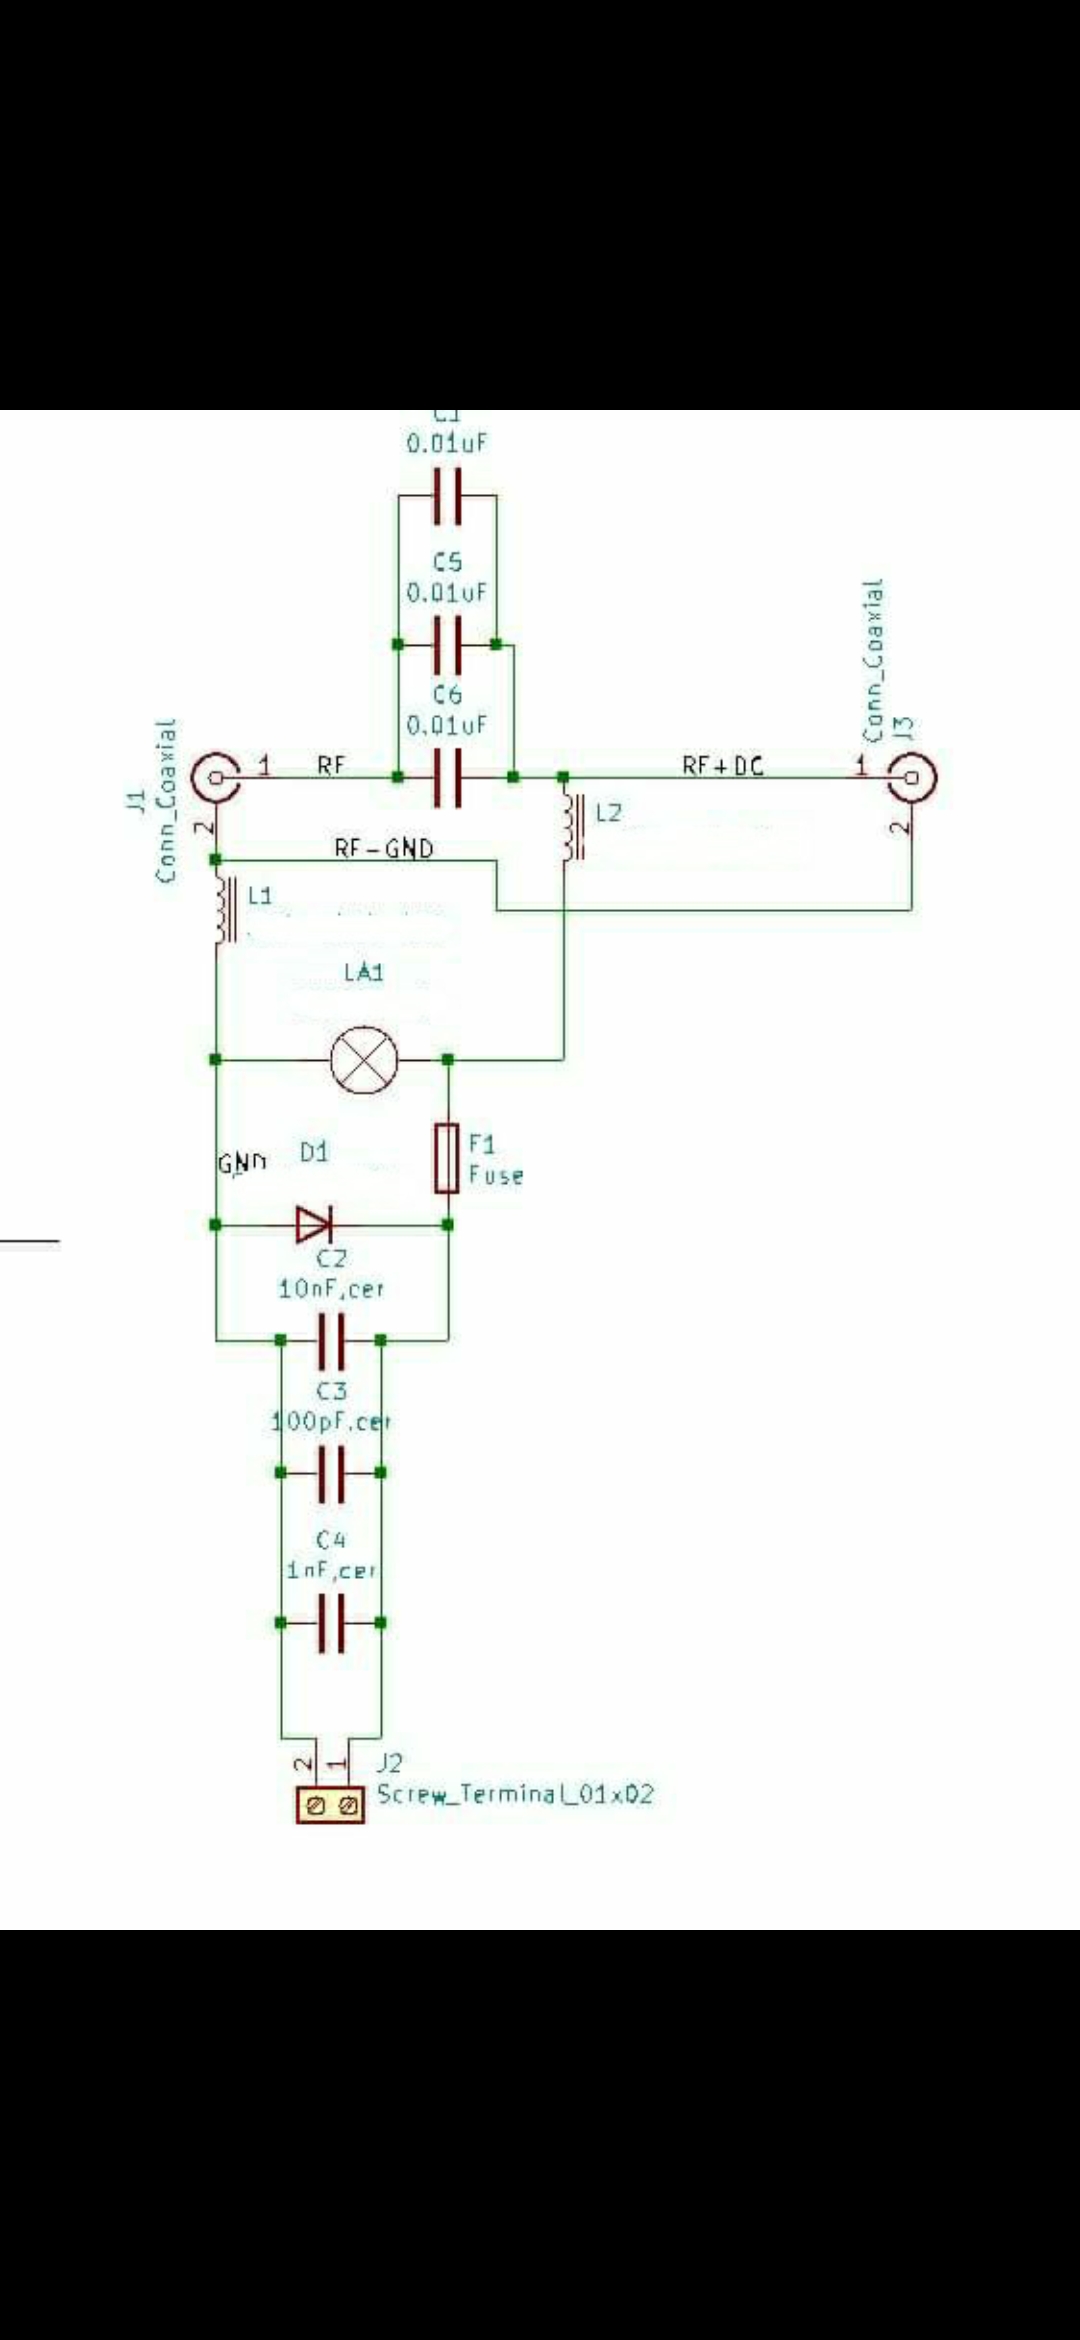 C1
0.01uF
C5
0.01uF
C6
0.01uF
Conn_Coaxial
J3
1
2
RF+DC
J1
Conn_Coaxial
1
2
RF
RF-GND
L2
L1
LA1
GND
D1
F1
Fuse
C2
10nF,cer
C3
100pF,cer
C4
1nF,cer
2
1
J2
Screw_Terminal_01x02